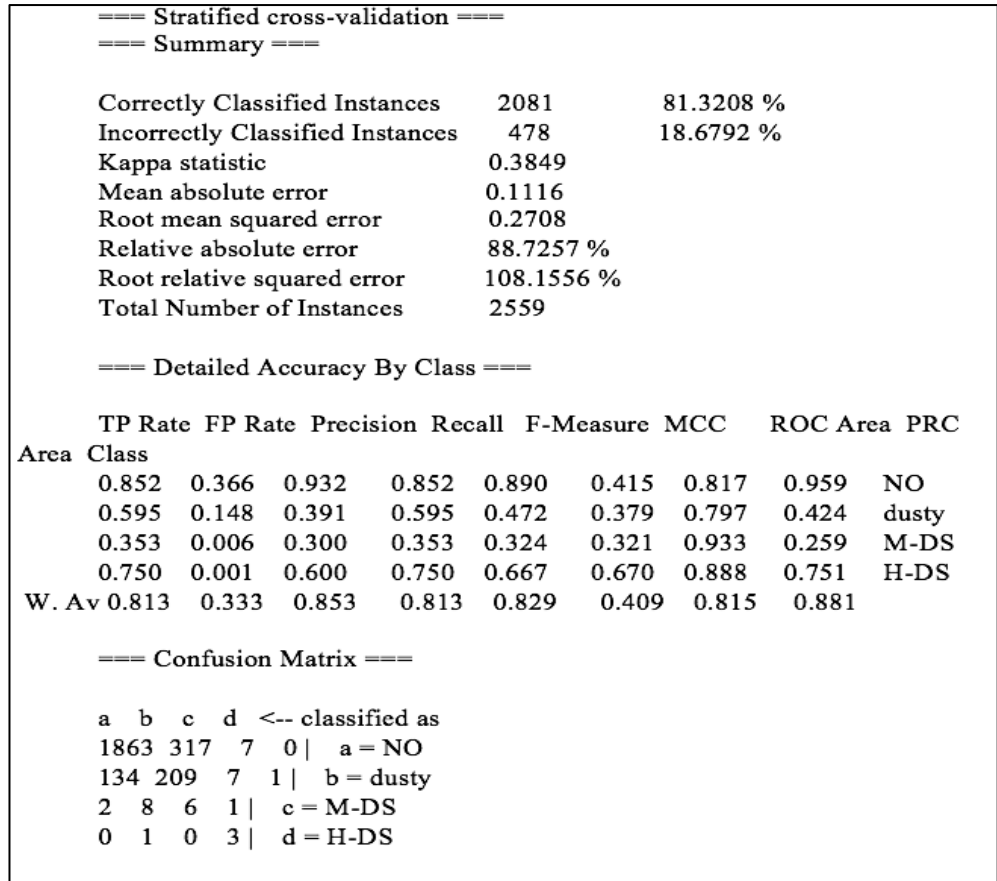 === Stratified cross-validation ===
=== Summary ===
Correctly Classified Instances 2081 81.3208 %
Incorrectly Classified Instances 478 18.6792 %
Kappa statistic 0.3849
Mean absolute error 0.1116
Root mean squared error 0.2708
Relative absolute error 88.7257 %
Root relative squared error 108.1556 %
Total Number of Instances 2559
=== Detailed Accuracy By Class ===
TP Rate FP Rate Precision Recall F-Measure MCC ROC Area PRC
Area Class
0.852 0.366 0.932 0.852 0.890 0.415 0.817 0.959 NO
0.595 0.148 0.391 0.595 0.472 0.379 0.797 0.424 dusty
0.353 0.006 0.300 0.353 0.324 0.321 0.933 0.259 M-DS
0.750 0.001 0.600 0.750 0.667 0.670 0.888 0.751 H-DS
W. Av 0.813 0.333 0.853 0.813 0.829 0.409 0.815 0.881
=== Confusion Matrix ===
a b c d <-- classified as
1863 317 7 0 | a = NO
134 209 7 1 | b = dusty
2 8 6 1 | c = M-DS
0 1 0 3 | d = H-DS